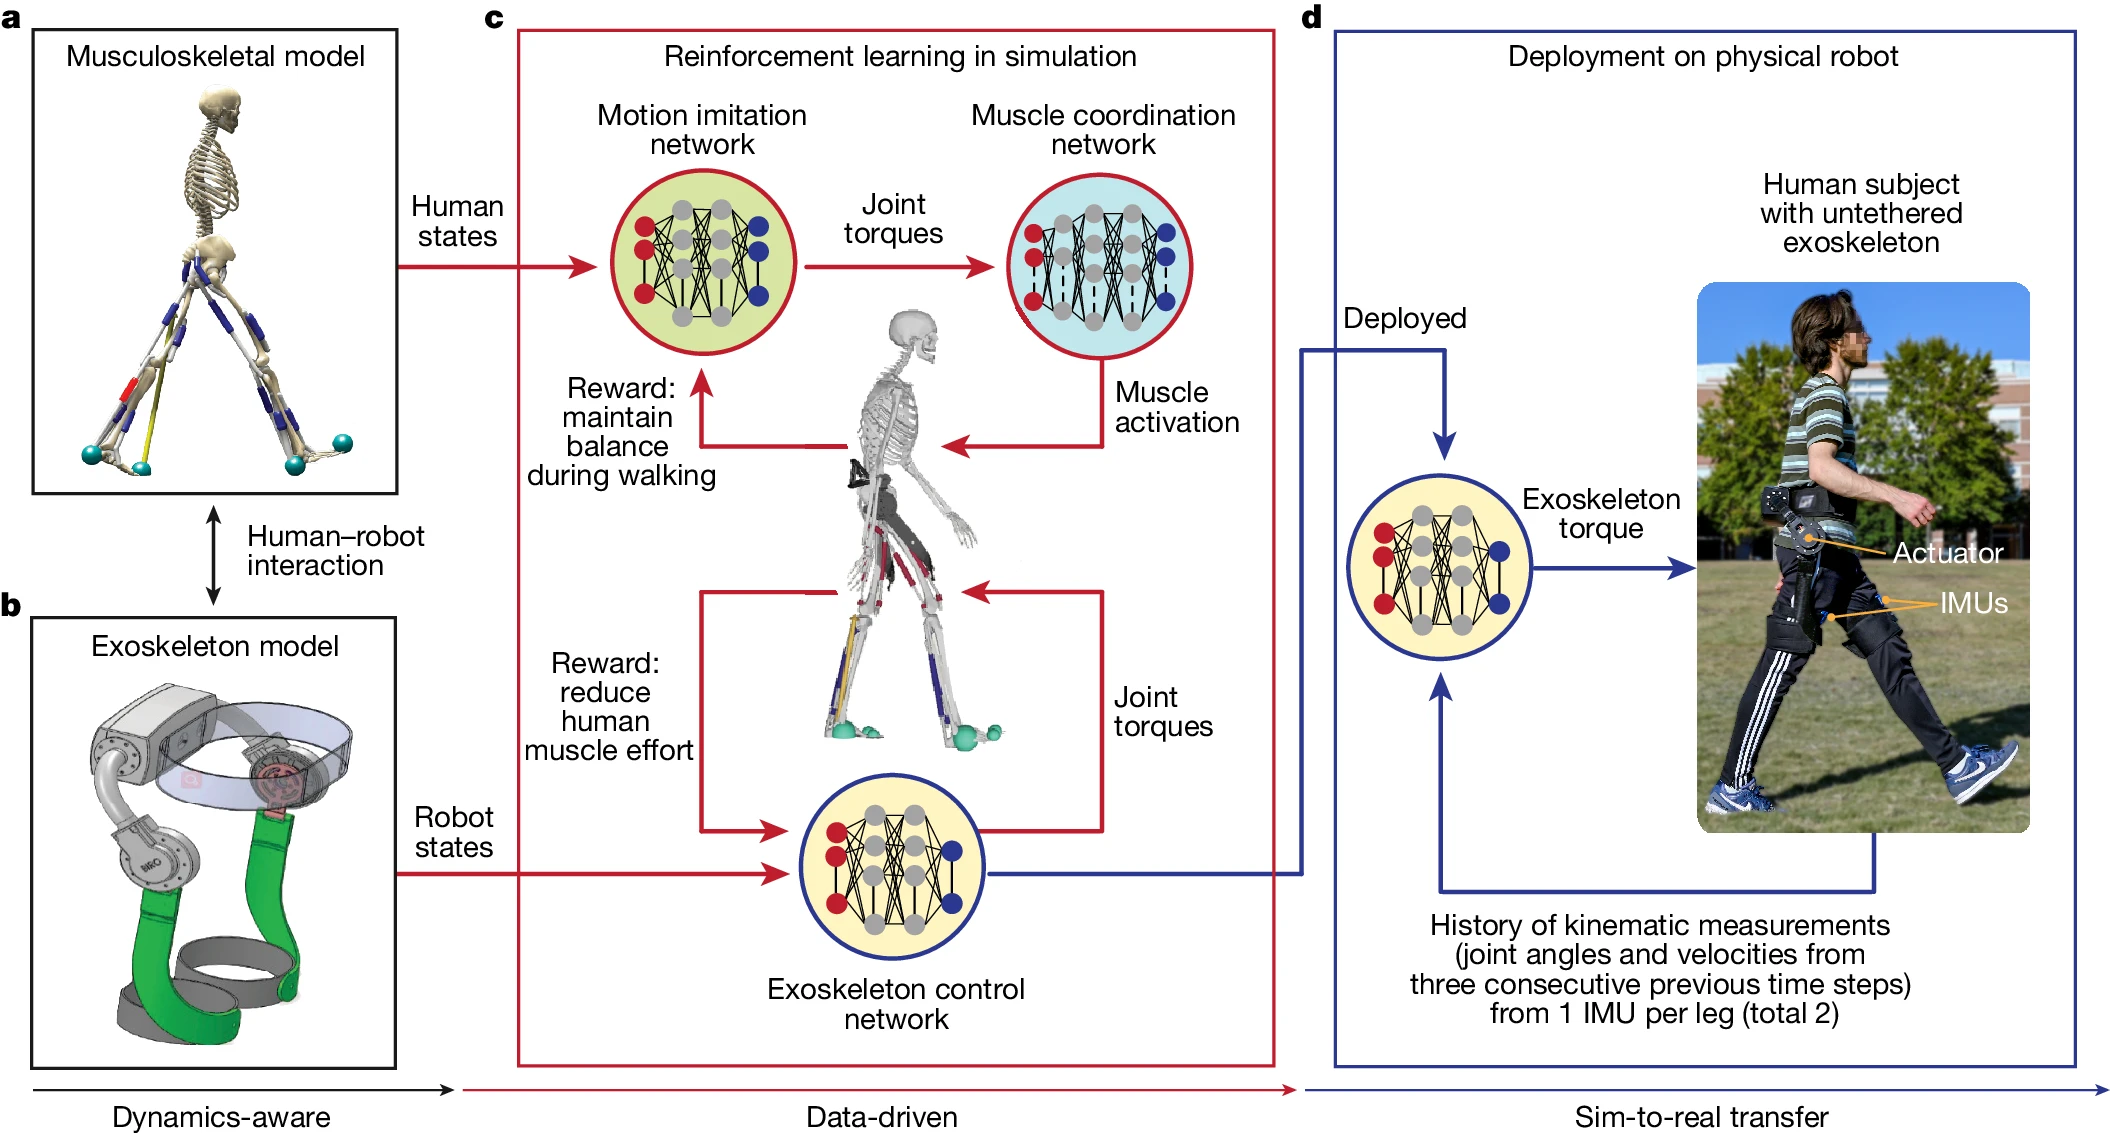 a
Musculoskeletal model
Human–robot
interaction
b
Exoskeleton model
BIRO
Dynamics-aware
Human
states
Robot
states
c
Reinforcement learning in simulation
Motion imitation
network
Joint
torques
Muscle coordination
network
Reward:
maintain
balance
during walking
Muscle
activation
Reward:
reduce
human
muscle effort
Joint
torques
Exoskeleton control
network
Data-driven
d
Deployment on physical robot
Deployed
Human subject
with untethered
exoskeleton
Exoskeleton
torque
Actuator
IMUs
History of kinematic measurements
(joint angles and velocities from
three consecutive previous time steps)
from 1 IMU per leg (total 2)
Sim-to-real transfer